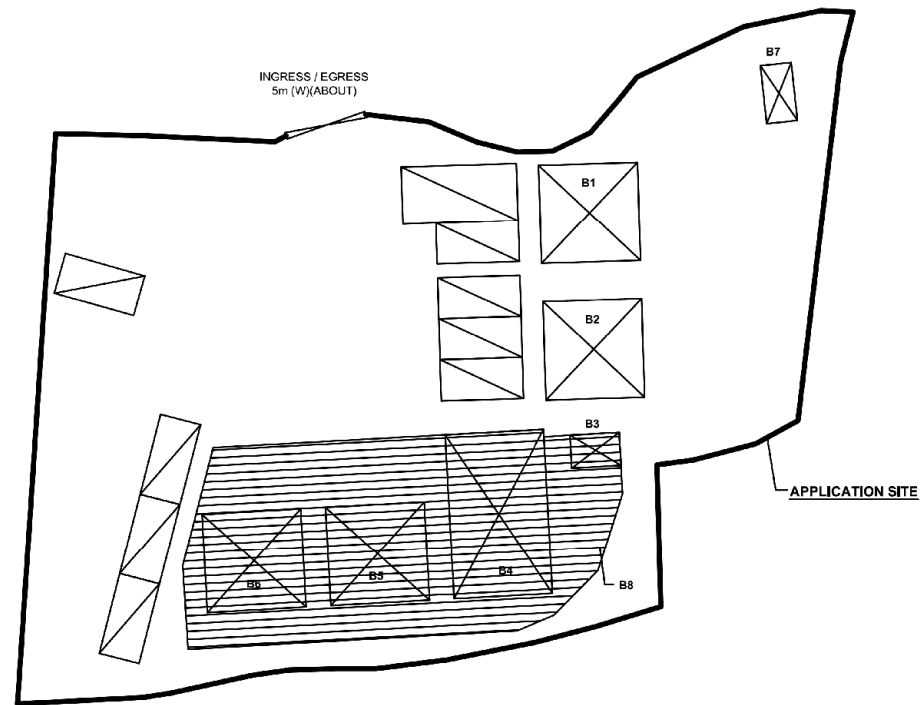 B7
INGRESS / EGRESS
5m (W)(ABOUT)
B1
B2
B3
APPLICATION SITE
B6
B5
B4
B8